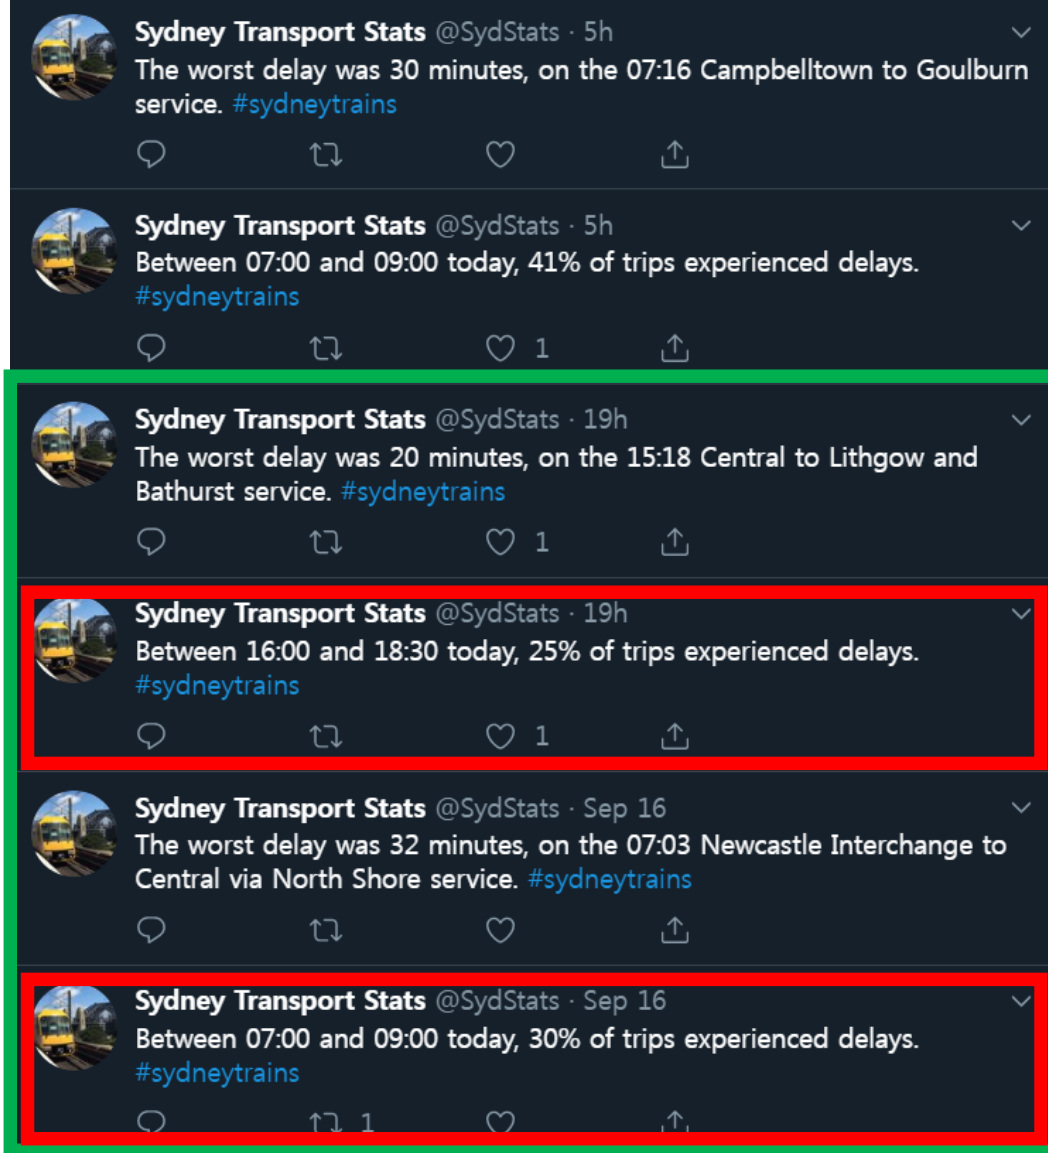 Sydney Transport Stats @SydStats · 5h
The worst delay was 30 minutes, on the 07:16 Campbelltown to Goulburn
service. #sydneytrains
Sydney Transport Stats @SydStats · 5h
Between 07:00 and 09:00 today, 41% of trips experienced delays.
#sydneytrains
1
Sydney Transport Stats @SydStats · 19h
The worst delay was 20 minutes, on the 15:18 Central to Lithgow and
Bathurst service. #sydneytrains
1
Sydney Transport Stats @SydStats · 19h
Between 16:00 and 18:30 today, 25% of trips experienced delays.
#sydneytrains
1
Sydney Transport Stats @SydStats · Sep 16
The worst delay was 32 minutes, on the 07:03 Newcastle Interchange to
Central via North Shore service. #sydneytrains
Sydney Transport Stats @SydStats · Sep 16
Between 07:00 and 09:00 today, 30% of trips experienced delays.
#sydneytrains
1